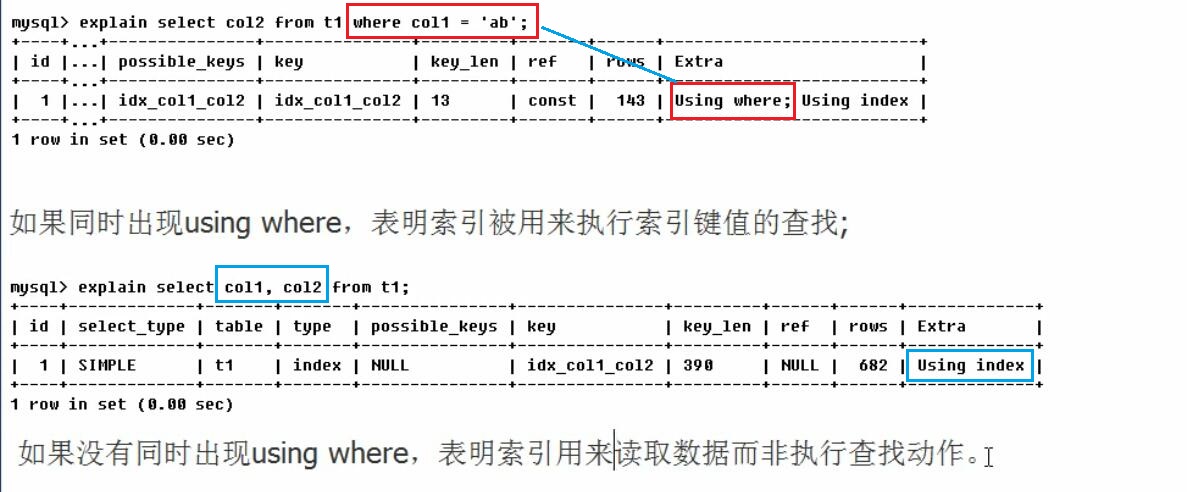 mysql> explain select col2 from t1 where col1 = 'ab';
+----+...+---------------+---------------+---------+-------+------+--------------------------+
| id |...| possible_keys | key | key_len | ref | rows | Extra |
+----+...+---------------+---------------+---------+-------+------+--------------------------+
| 1 |...| idx_col1_col2 | idx_col1_col2 | 13 | const | 143 | Using where; Using index |
+----+...+---------------+---------------+---------+-------+------+--------------------------+
1 row in set (0.00 sec)
如果同时出现using where，表明索引被用来执行索引键值的查找;
mysql> explain select col1, col2 from t1;
+----+-------------+-------+-------+---------------+---------------+---------+------+------+-------------+
| id | select_type | table | type | possible_keys | key | key_len | ref | rows | Extra |
+----+-------------+-------+-------+---------------+---------------+---------+------+------+-------------+
| 1 | SIMPLE | t1 | index | NULL | idx_col1_col2 | 390 | NULL | 682 | Using index |
+----+-------------+-------+-------+---------------+---------------+---------+------+------+-------------+
1 row in set (0.00 sec)
如果没有同时出现using where，表明索引用来读取数据而非执行查找动作。